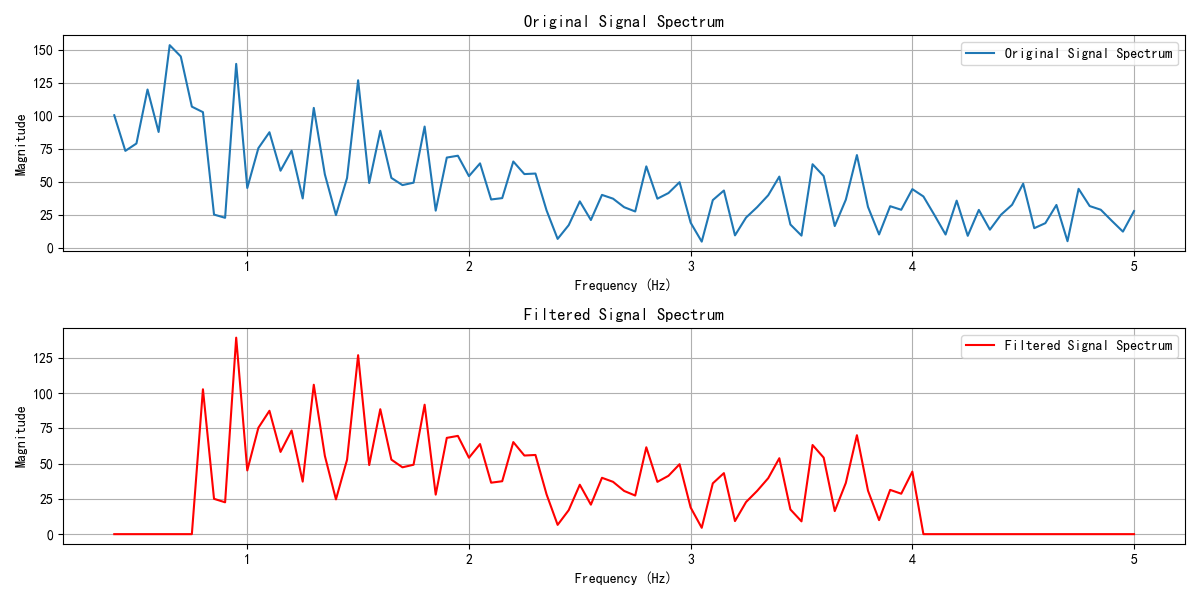 Original Signal Spectrum
Original Signal Spectrum
Magnitude
150
125
100
75
50
25
0
1 2 3 4 5
Frequency (Hz)
Filtered Signal Spectrum
Filtered Signal Spectrum
Magnitude
125
100
75
50
25
0
1 2 3 4 5
Frequency (Hz)